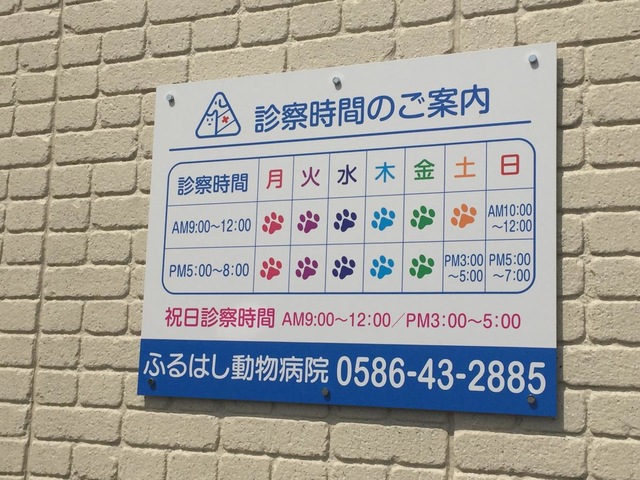 診察時間のご案内
診察時間 月 火 水 木 金 土 日
AM9:00～12:00 AM10:00～12:00
PM5:00～8:00 PM3:00～5:00 PM5:00～7:00
祝日診察時間 AM9:00～12:00／PM3:00～5:00
ふるはし動物病院 0586-43-2885